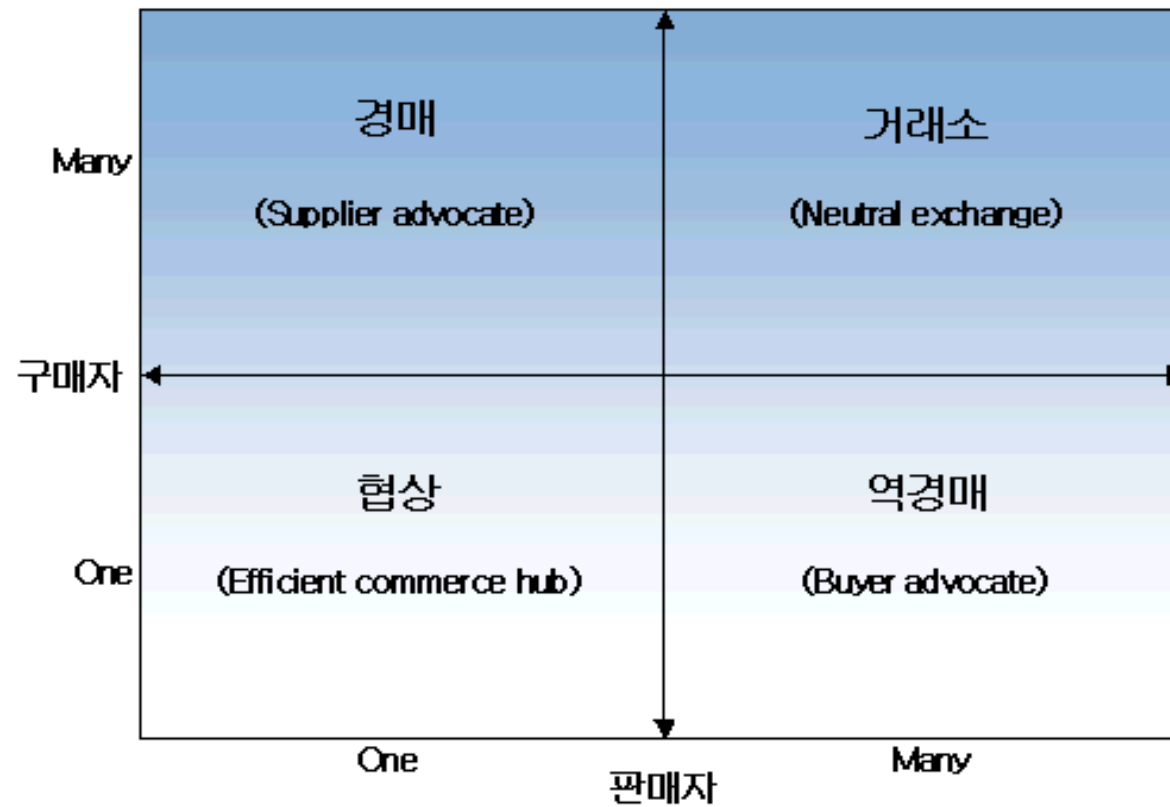 경매
거래소
Many
(Supplier advocate)
(Neutral exchange)
구매자
협상
역경매
One
(Efficient commerce hub)
(Buyer advocate)
One
Many
판매자